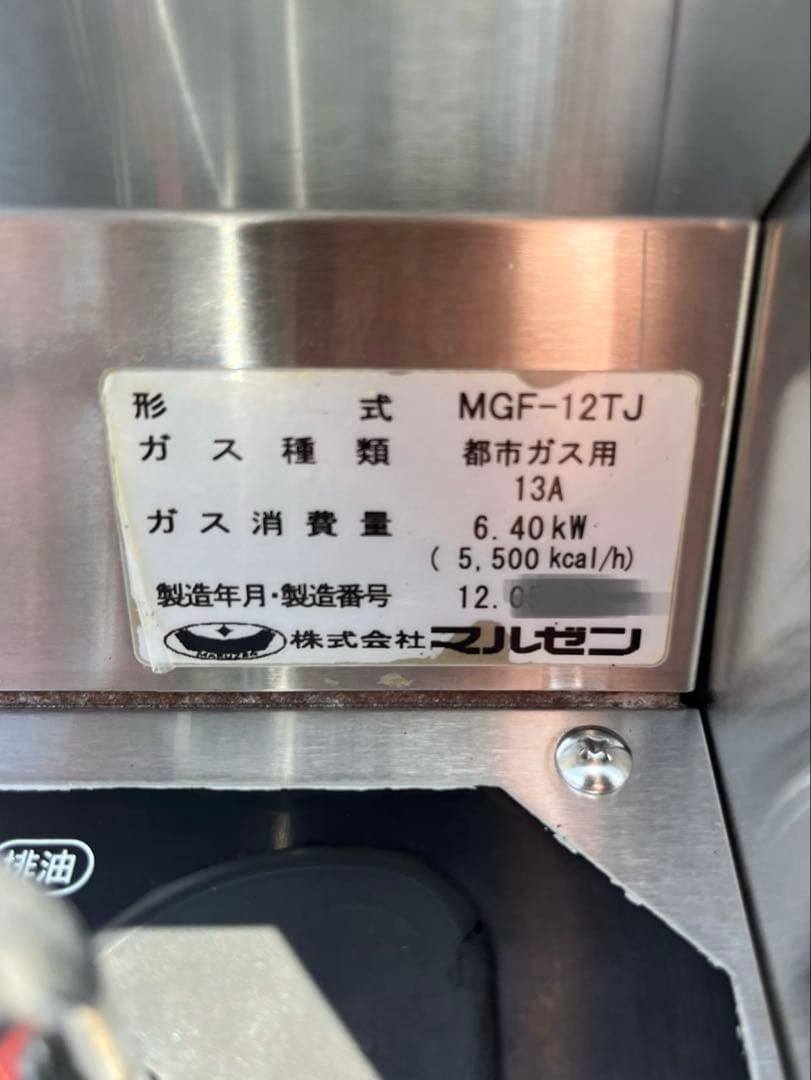 形式 MGF-12TJ
ガス種類 都市ガス用
13A
ガス消費量 6.40kW
(5,500kcal/h)
製造年月・製造番号 12.0
MARUZEN 株式会社マルゼン
排油